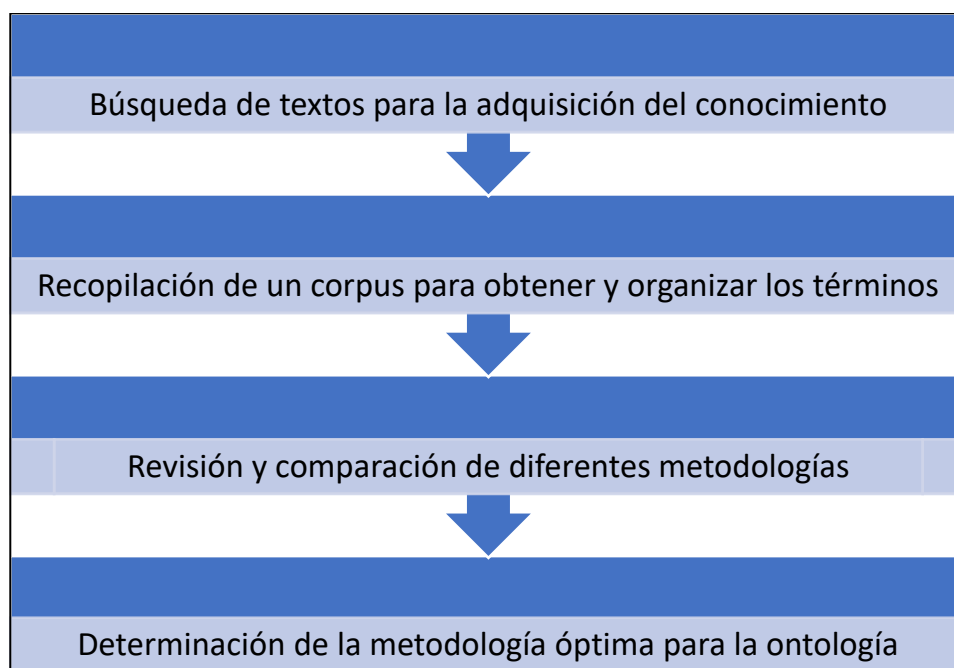 Búsqueda de textos para la adquisición del conocimiento
Recopilación de un corpus para obtener y organizar los términos
Revisión y comparación de diferentes metodologías
Determinación de la metodología óptima para la ontología